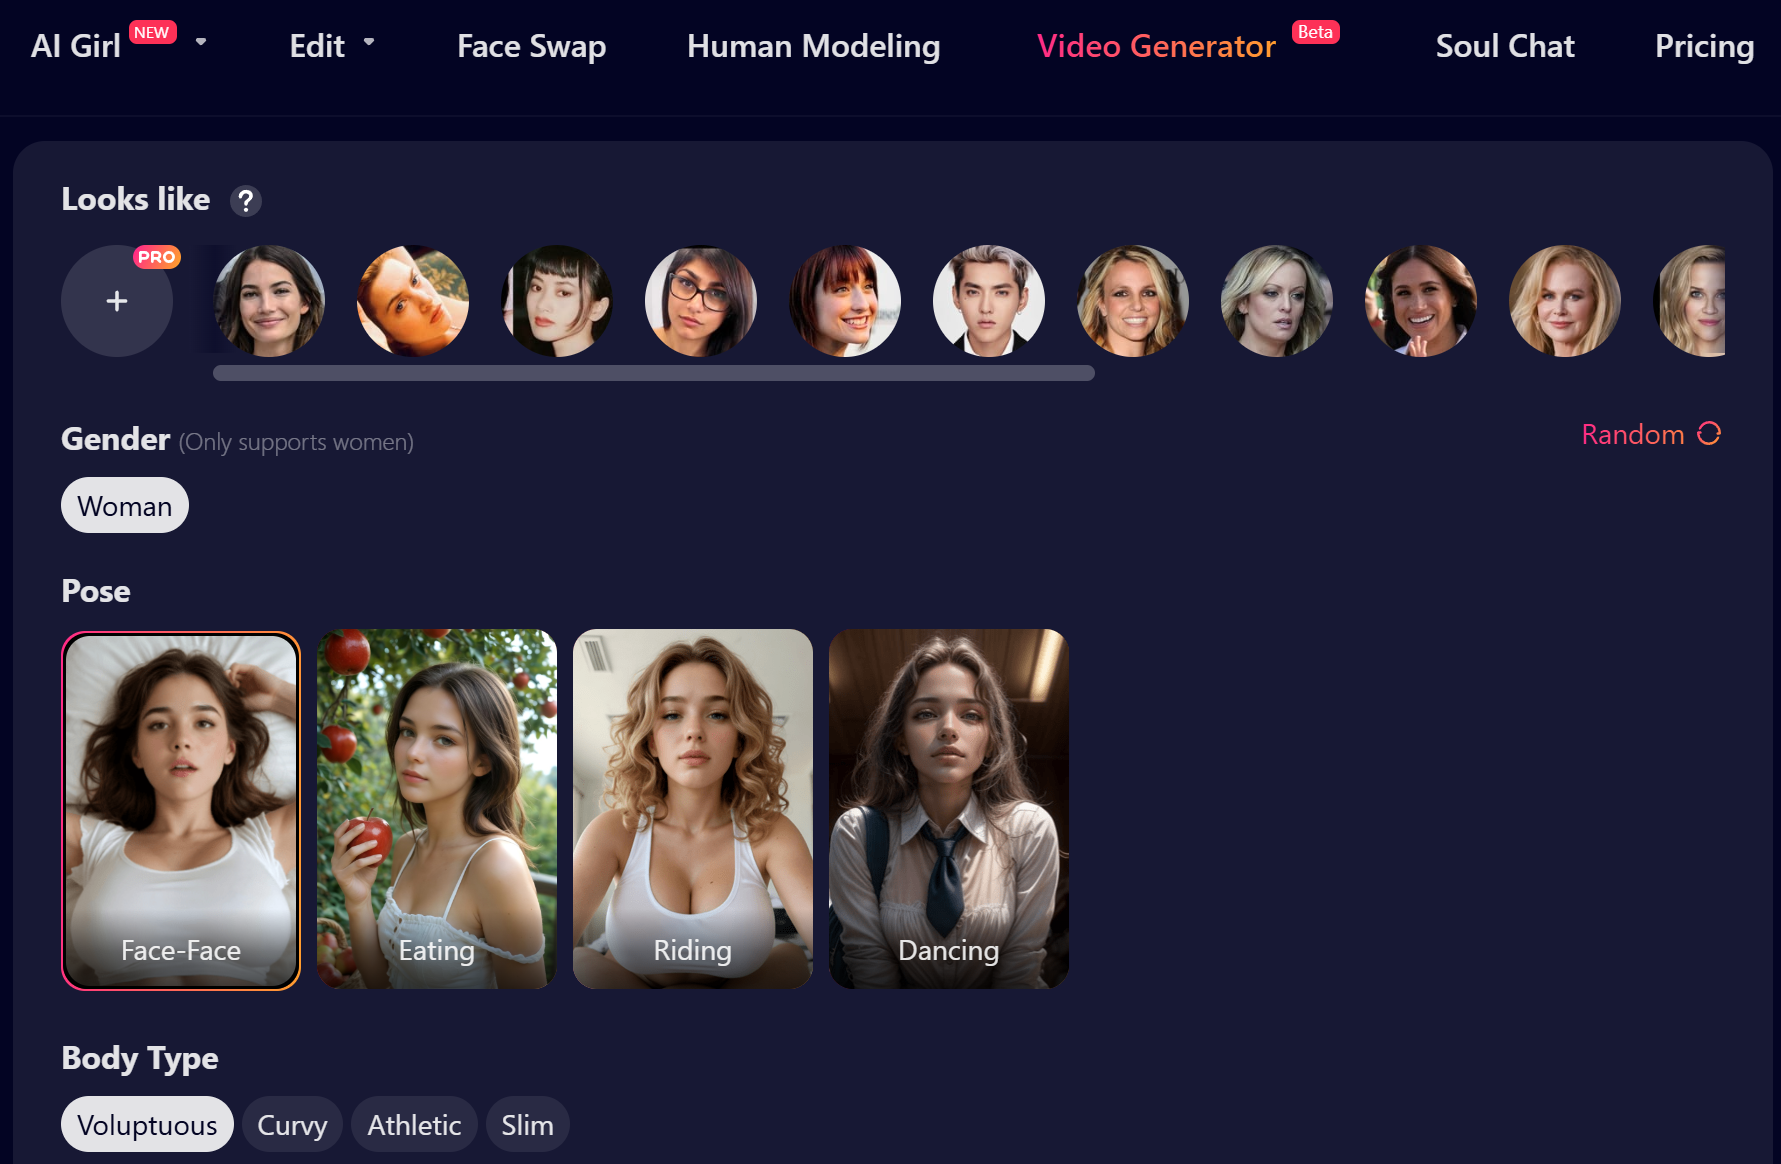 AI Girl NEW Edit Face Swap Human Modeling Video Generator Beta Soul Chat Pricing
Looks like ?
+ PRO
Gender (Only supports women) Random
Woman
Pose
Face-Face Eating Riding Dancing
Body Type
Voluptuous Curvy Athletic Slim